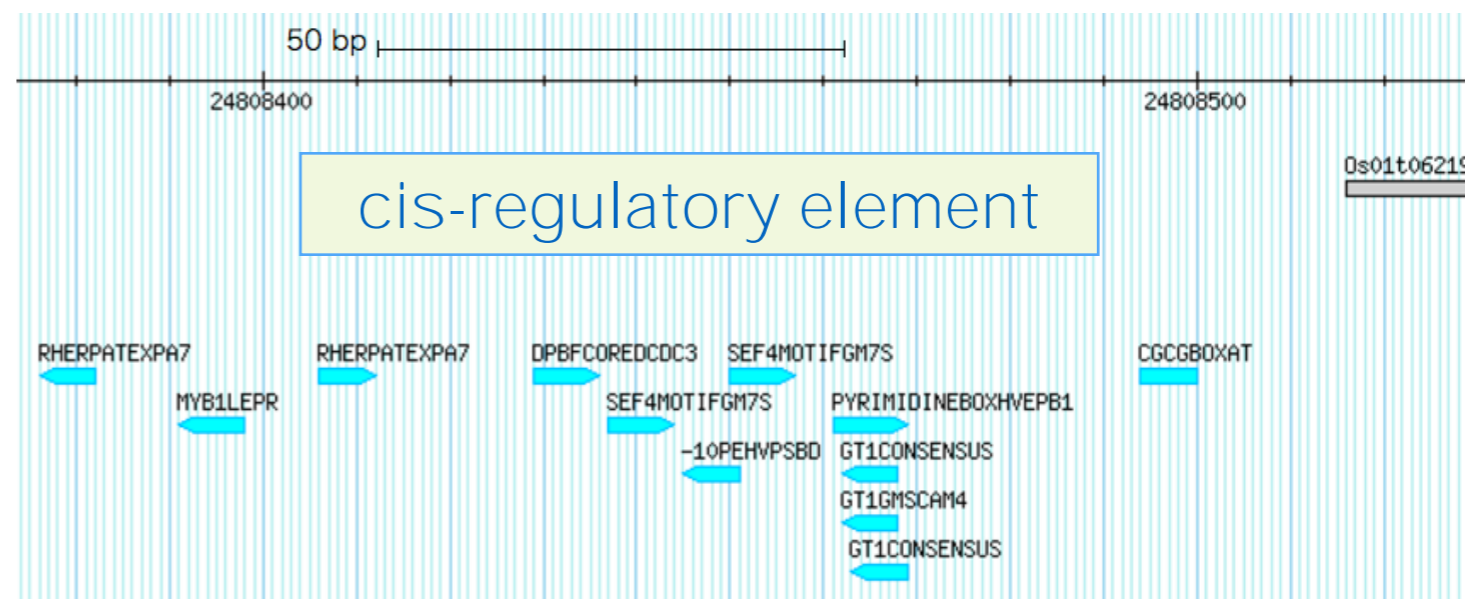 50 bp
24808400 24808500
Os01t06219
cis-regulatory element
RHERPATEXPA7 RHERPATEXPA7 DPBFCOREDCDC3 SEF4MOTIFGM7S CGCGBOXAT
MYB1LEPR SEF4MOTIFGM7S PYRIMIDINEBOXHVEPB1
-10PEHVPSBD GT1CONSENSUS
GT1GMSCAM4
GT1CONSENSUS